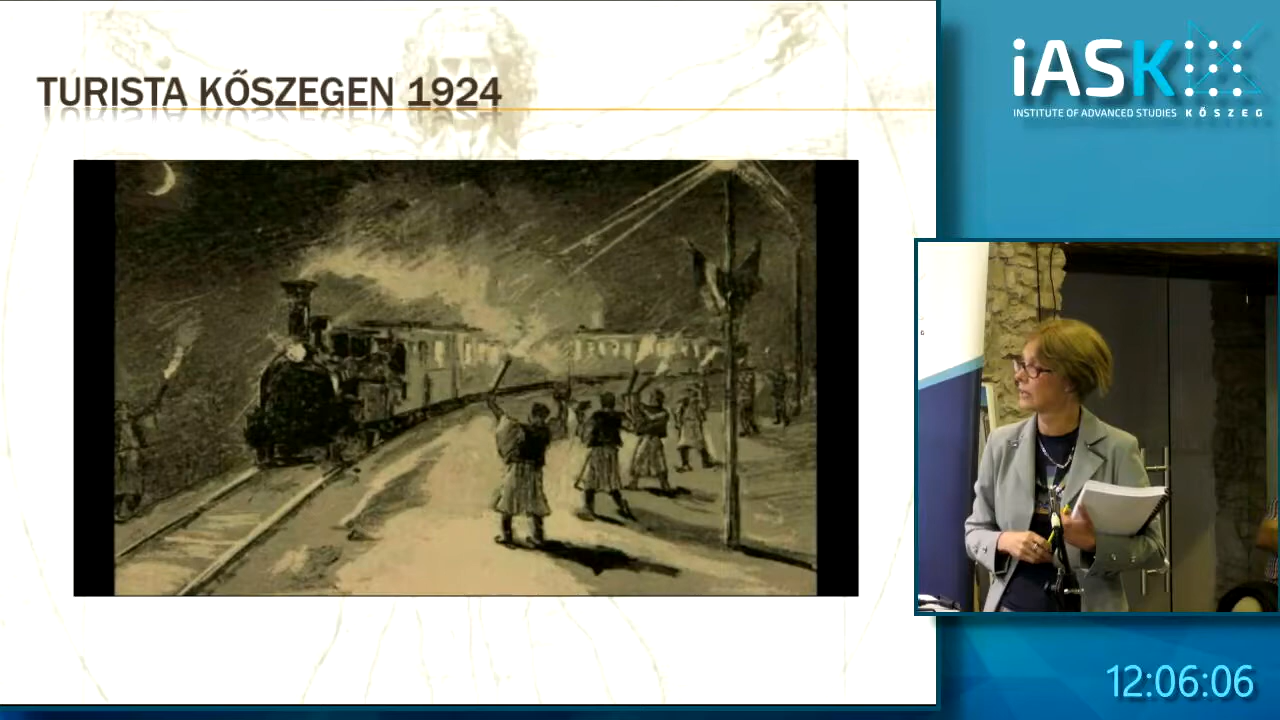 TURISTA KŐSZEGEN 1924
iASK
INSTITUTE OF ADVANCED STUDIES KŐSZEG
12:06:06